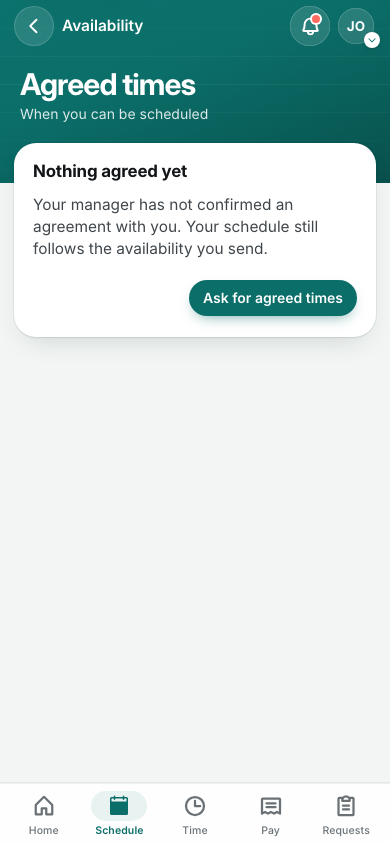 Availability
JO
Agreed times
When you can be scheduled
Nothing agreed yet
Your manager has not confirmed an
agreement with you. Your schedule still
follows the availability you send.
Ask for agreed times
Home
Schedule
Time
Pay
Requests